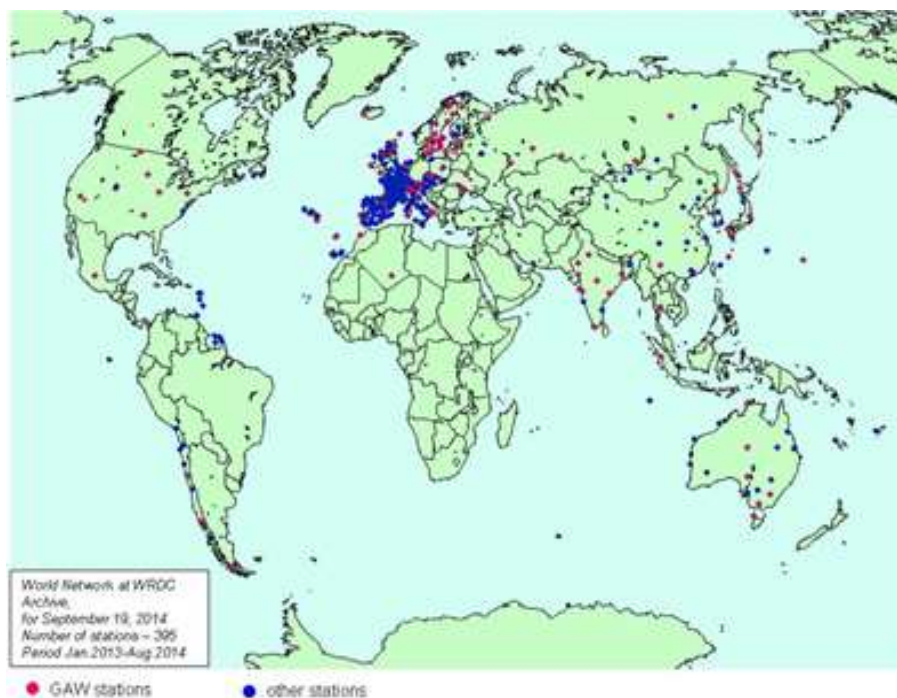 World Network at WRDC
Archive,
for September 19, 2014
Number of stations – 395
Period Jan.2013-Aug.2014
GAW stations
other stations